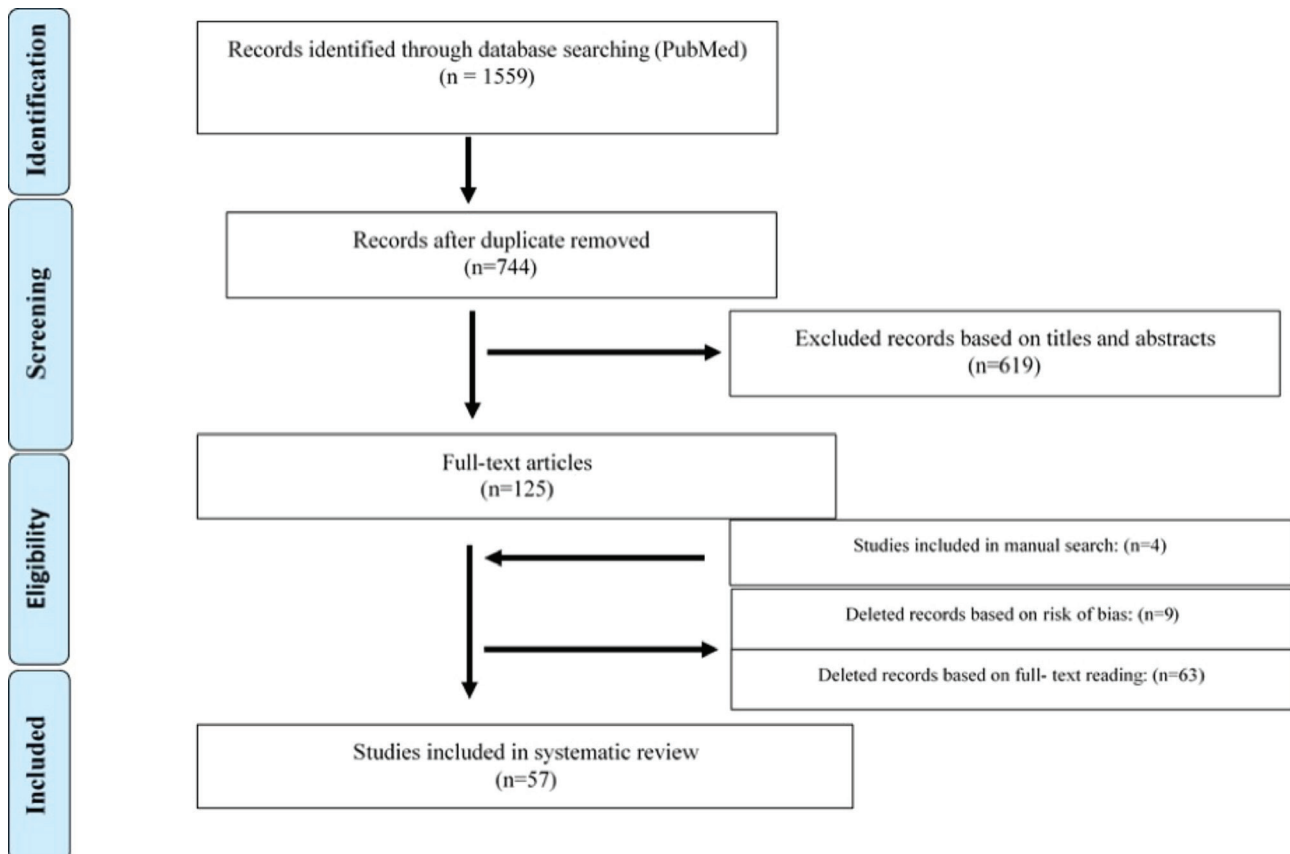 Identification
Records identified through database searching (PubMed)
(n = 1559)
Screening
Records after duplicate removed
(n=744)
Excluded records based on titles and abstracts
(n=619)
Eligibility
Full-text articles
(n=125)
Studies included in manual search: (n=4)
Deleted records based on risk of bias: (n=9)
Deleted records based on full- text reading: (n=63)
Included
Studies included in systematic review
(n=57)